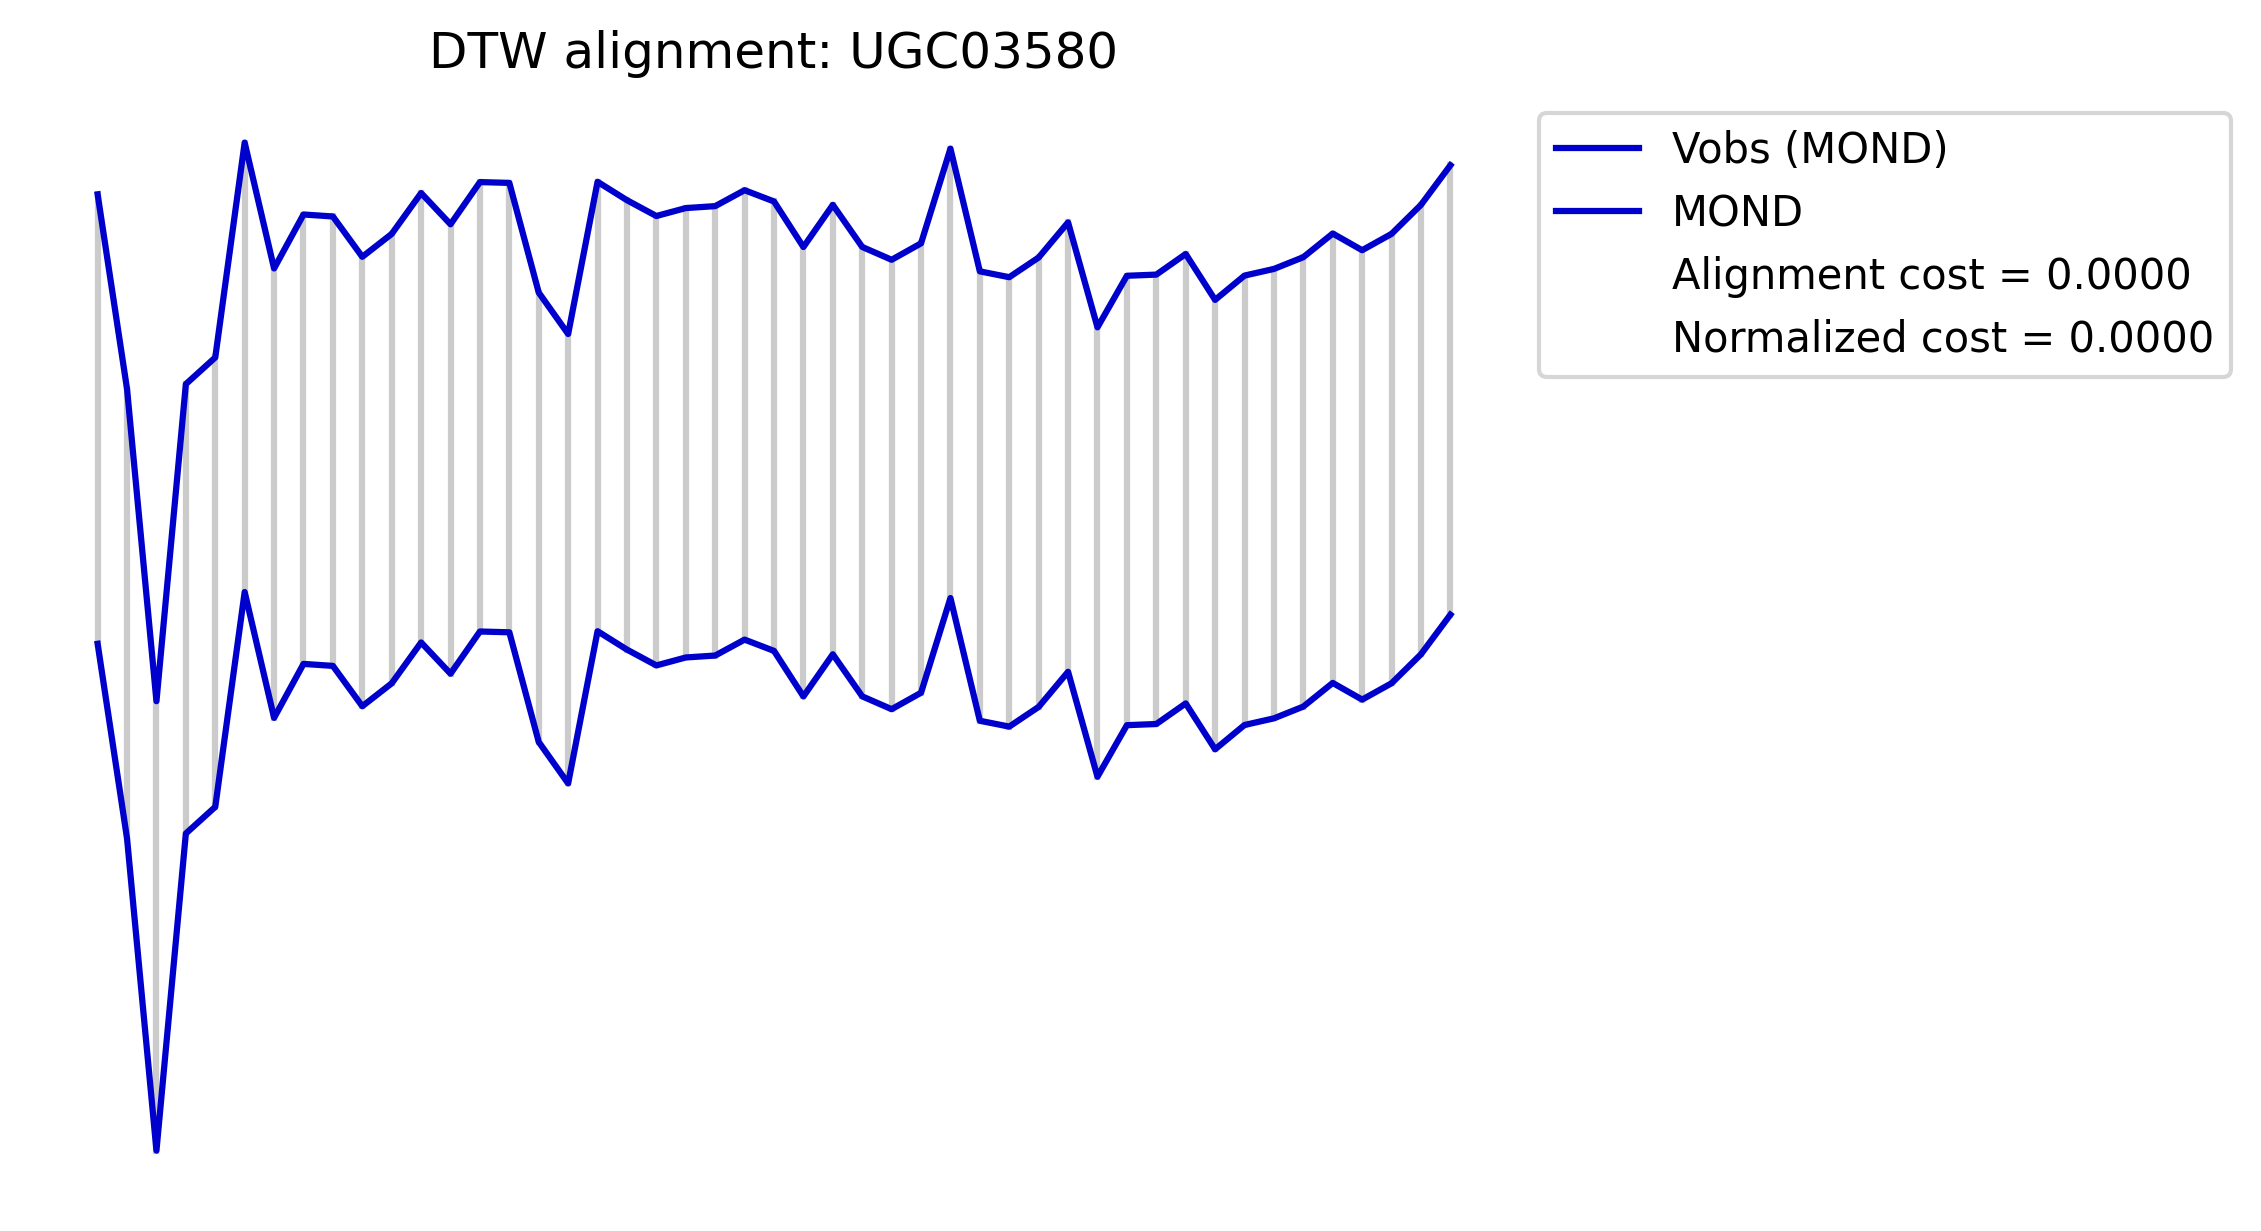 DTW alignment: UGC03580
Vobs (MOND)
MOND
Alignment cost = 0.0000
Normalized cost = 0.0000